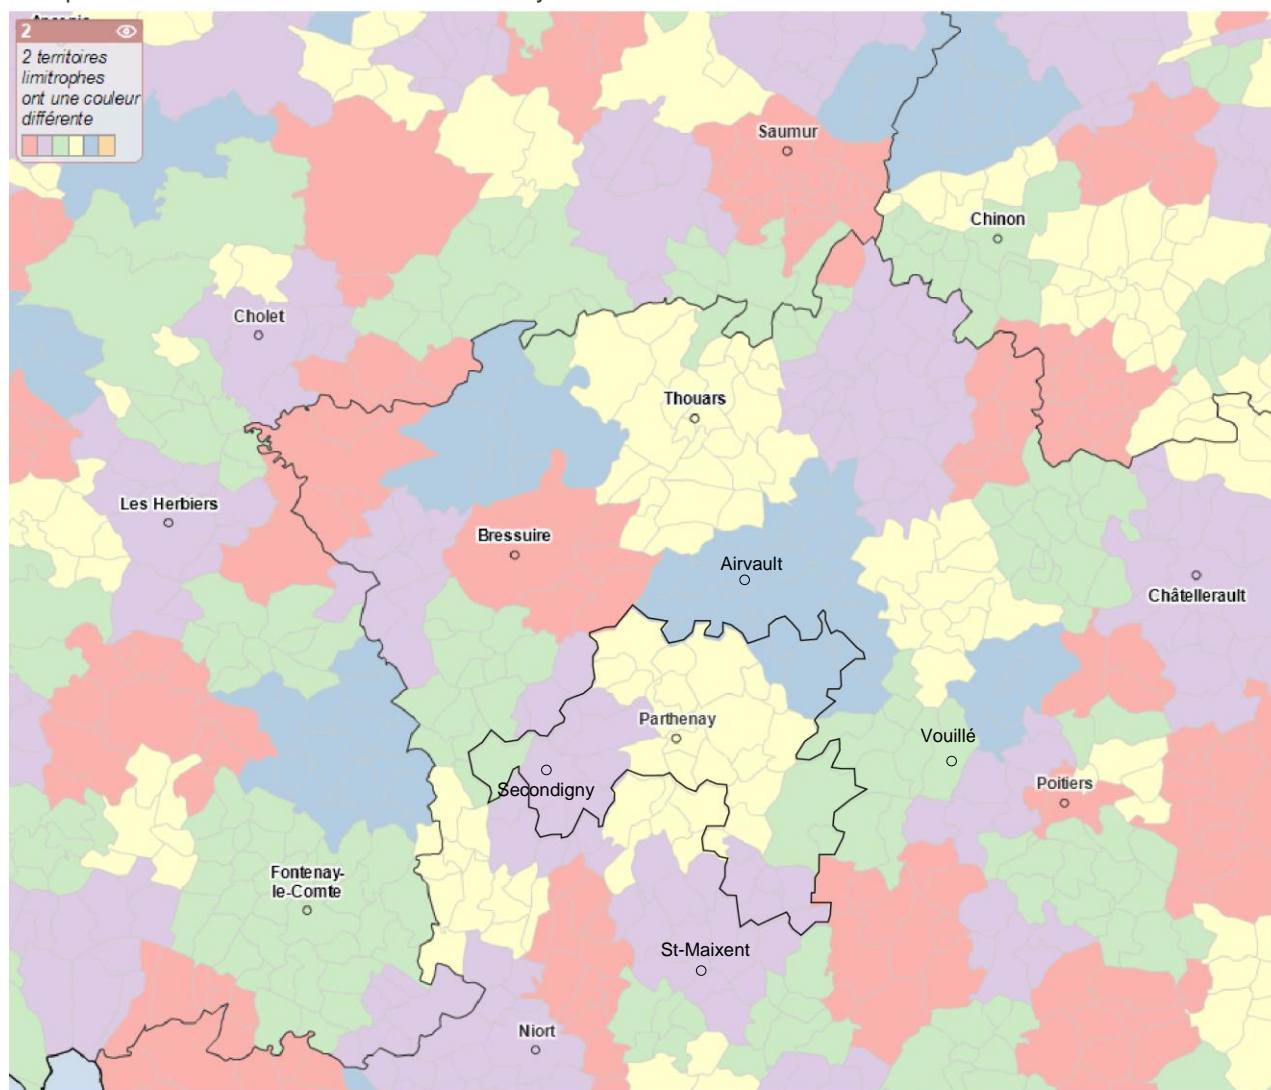 2
2 territoires
limitrophes
ont une couleur
différente
Saumur
Chinon
Cholet
Thouars
Les Herbiers
Bressuire
Airvault
Châtellerault
Parthenay
Vouillé
Secondigny
Poitiers
Fontenay-
le-Comte
St-Maixent
Niort